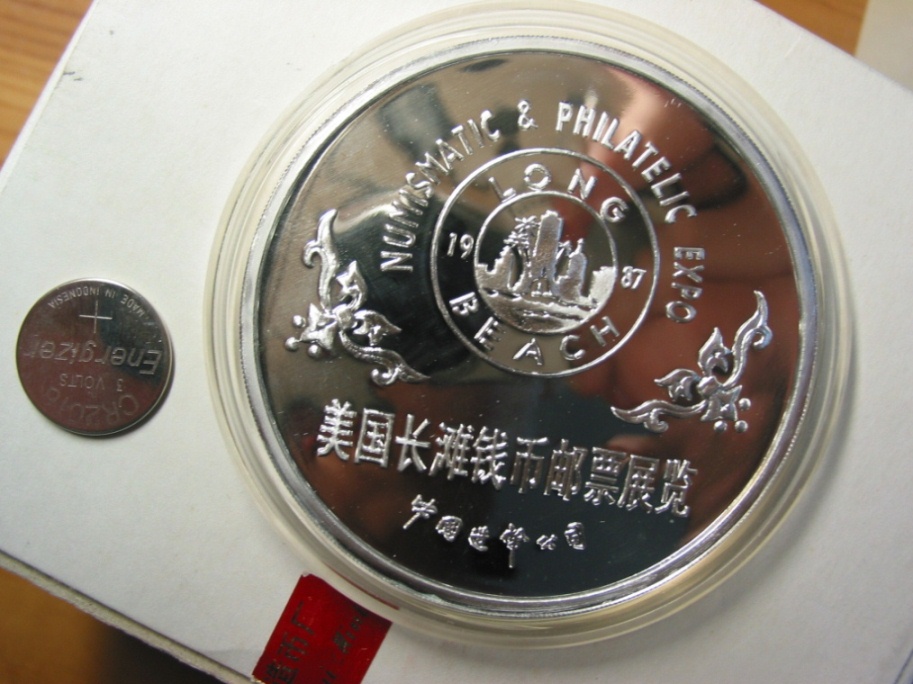 NUMISMATIC & PHILATELIC EXPO
LONG
19 87
BEACH
美国长滩钱币邮票展览
中国造币公司
MADE IN INDONESIA
+
Energizer
3 VOLTS
CR2016